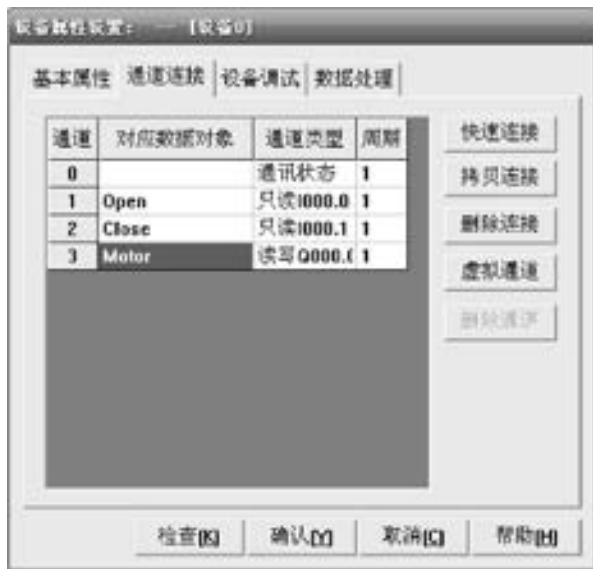 设备属性设置： -- [设备0]
基本属性 通道连接 设备调试 数据处理
通道 对应数据对象 通道类型 周期
0 通讯状态 1
1 Open 只读I000.0 1
2 Close 只读I000.1 1
3 Motor 读写Q000.( 1
快速连接
拷贝连接
删除连接
虚拟通道
删除通道
检查[K] 确认[Y] 取消[C] 帮助[H]